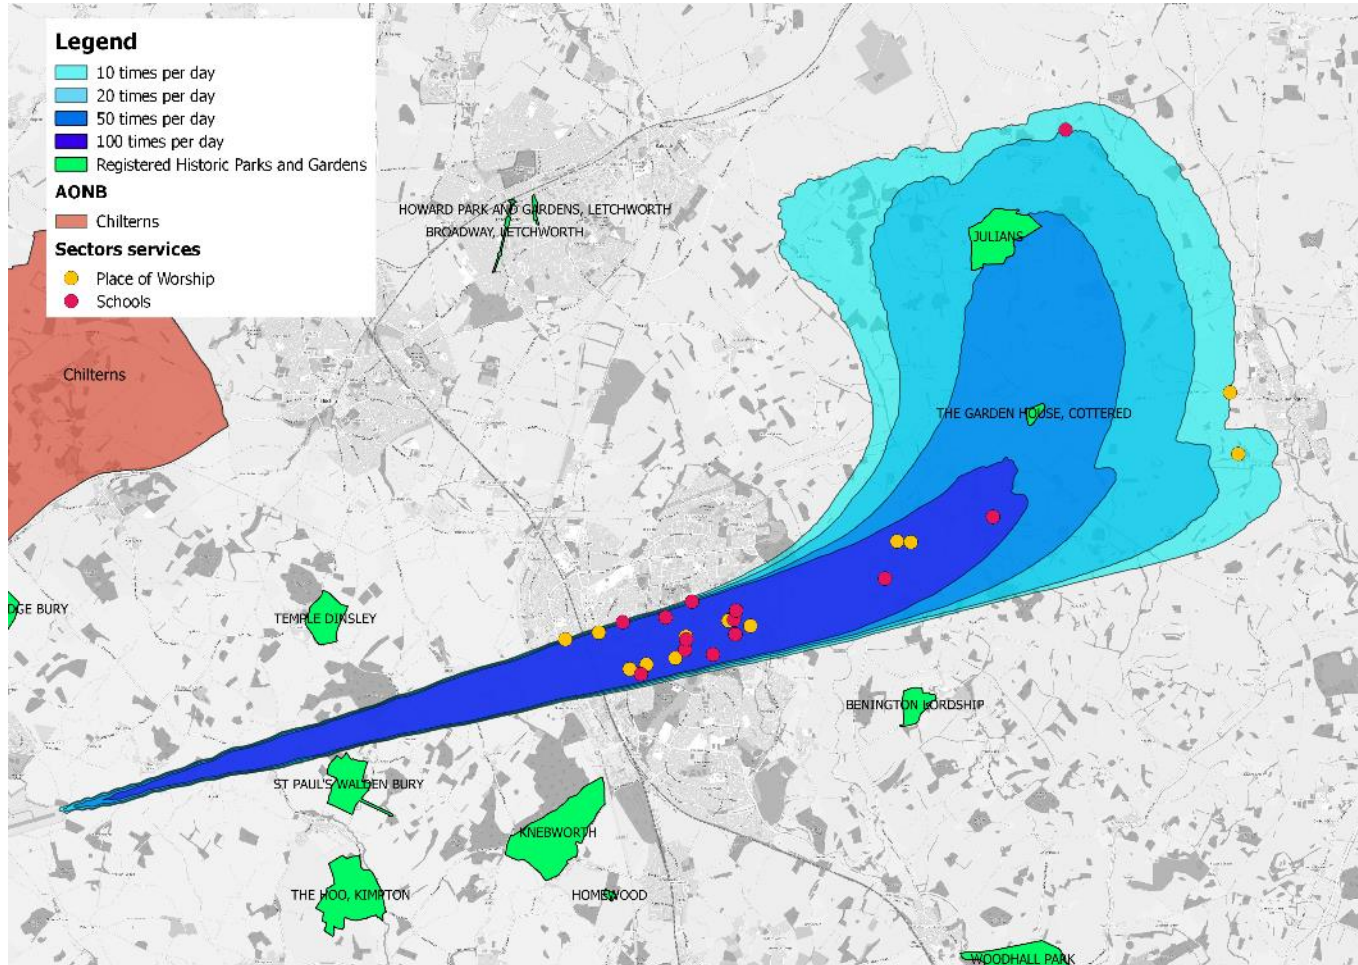 Legend
10 times per day
20 times per day
50 times per day
100 times per day
Registered Historic Parks and Gardens
AONB
Chilterns
Sectors services
Place of Worship
Schools
HOWARD PARK AND GARDENS, LETCHWORTH
BROADWAY, LETCHWORTH
JULIANS
Chilterns
THE GARDEN HOUSE, COTTERED
DGE BURY
TEMPLE DINSLEY
BENINGTON LORDSHIP
ST PAUL'S WALDEN BURY
KNEBWORTH
THE HOO, KIMPTON
HOMEWOOD
WOODHALL PARK